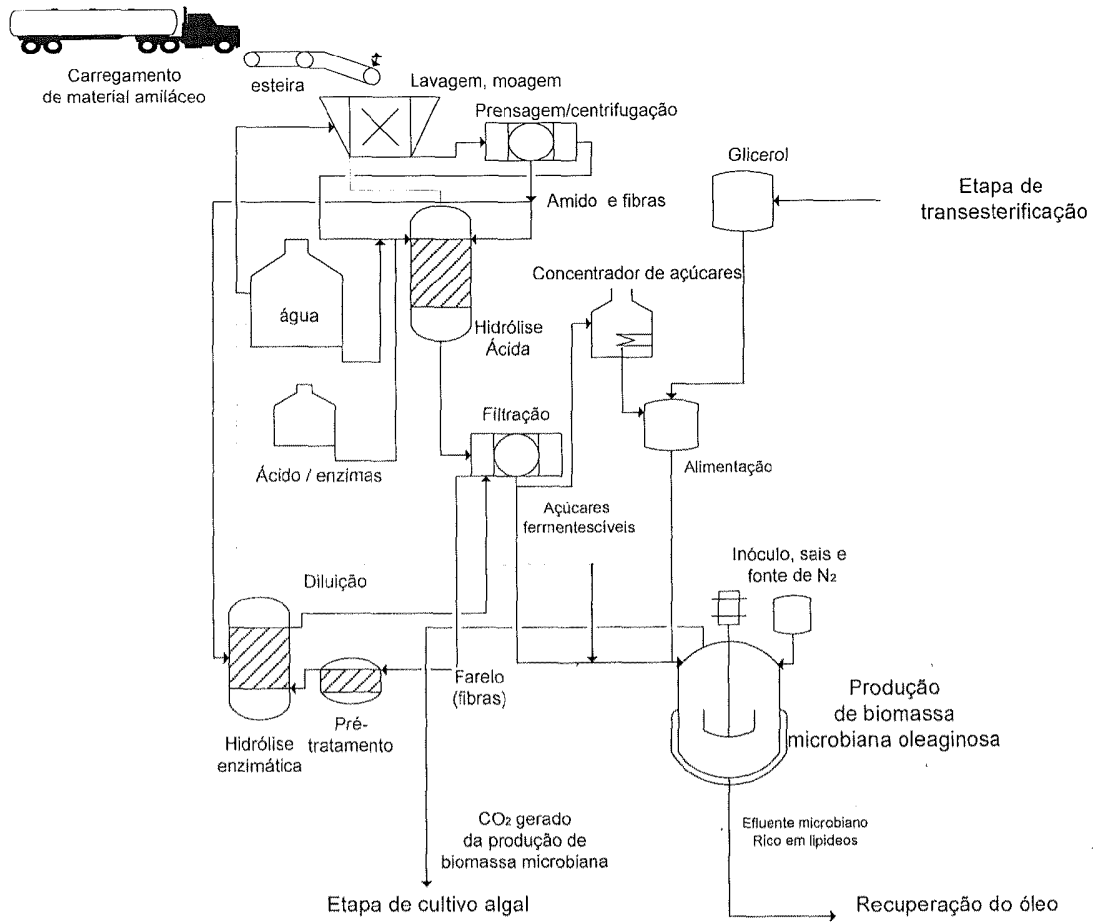 Carregamento
de material amiláceo
esteira
Lavagem, moagem
Prensagem/centrifugação
Glicerol
Etapa de
transesterificação
Amido e fibras
Concentrador de açúcares
água
Hidrólise
Ácida
Filtração
Alimentação
Ácido / enzimas
Açúcares
fermentescíveis
Inóculo, sais e
fonte de N2
Diluição
Farelo
(fibras)
Produção
de biomassa
microbiana oleaginosa
Pré-
tratamento
Hidrólise
enzimática
CO2 gerado
da produção de
biomassa microbiana
Efluente microbiano
Rico em lipideos
Etapa de cultivo algal
Recuperação do óleo